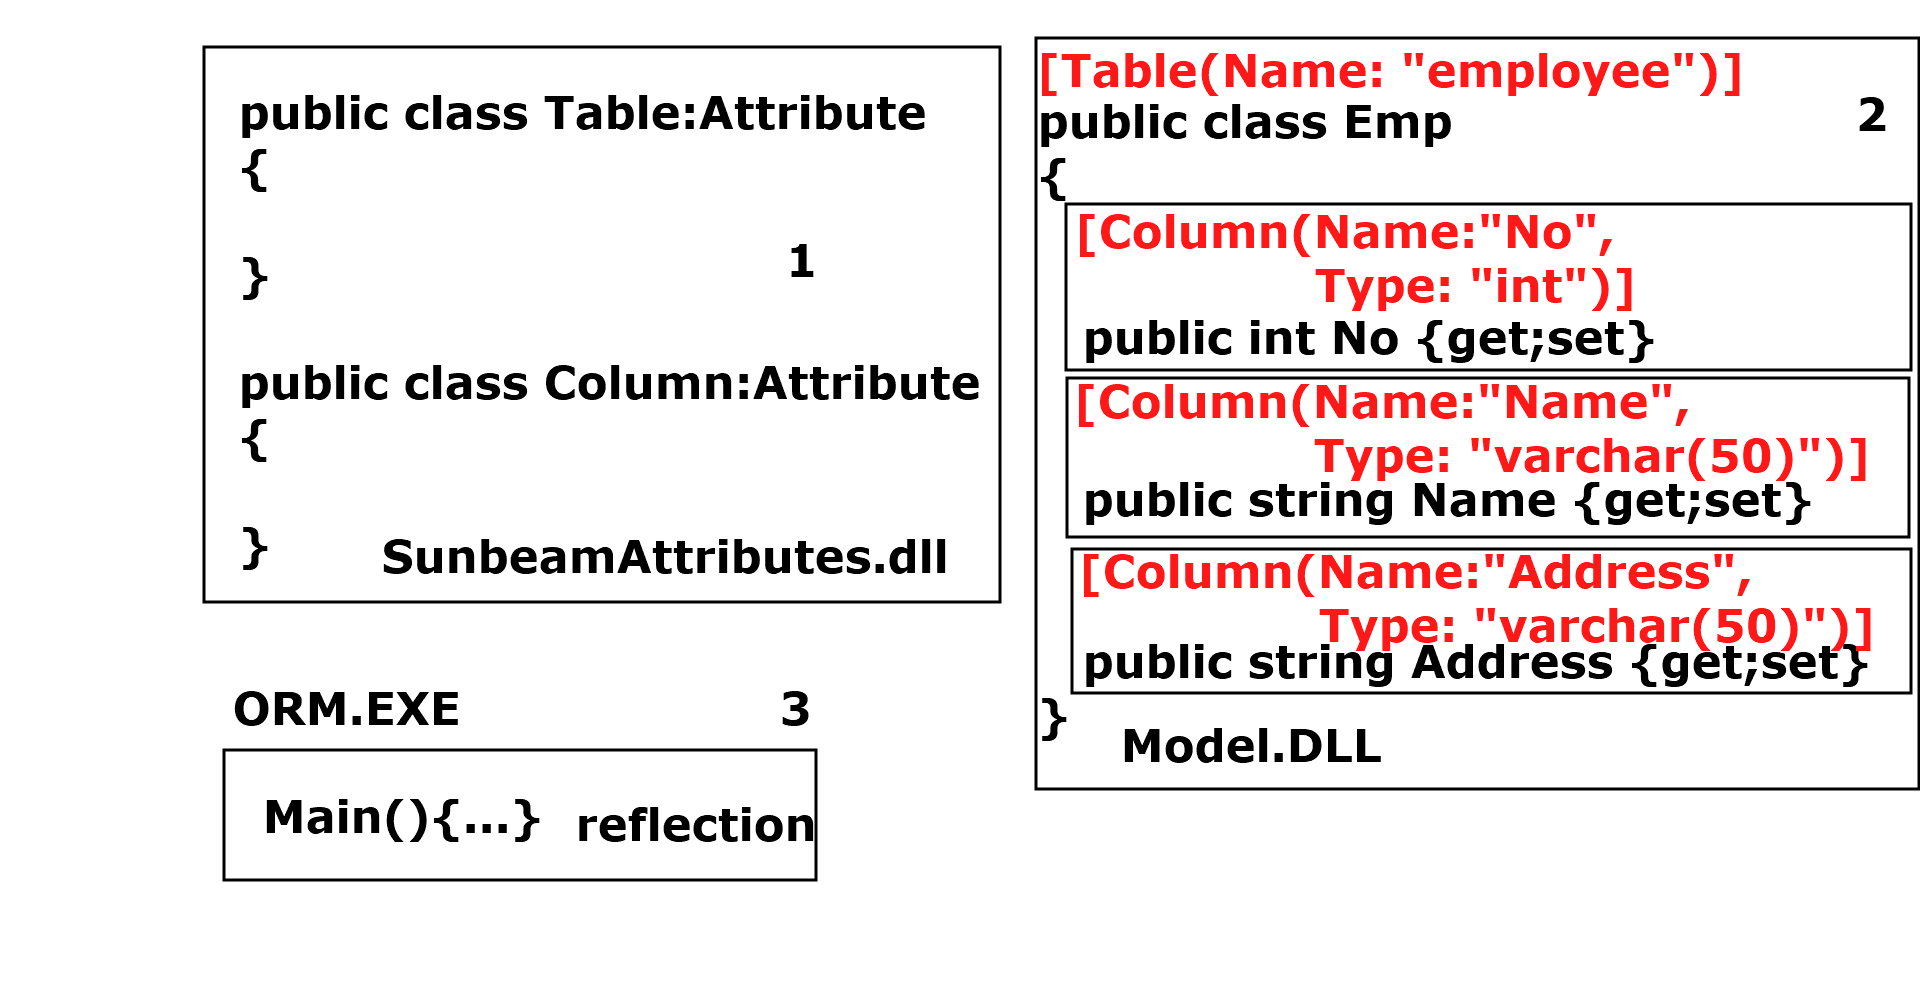 public class Table:Attribute
{
}
1
public class Column:Attribute
{
}
SunbeamAttributes.dll
[Table(Name: "employee")]
public class Emp
2
{
[Column(Name:"No",
Type: "int")]
public int No {get;set}
[Column(Name:"Name",
Type: "varchar(50)")]
public string Name {get;set}
[Column(Name:"Address",
Type: "varchar(50)")]
public string Address {get;set}
}
Model.DLL
ORM.EXE
3
Main(){...}
reflection